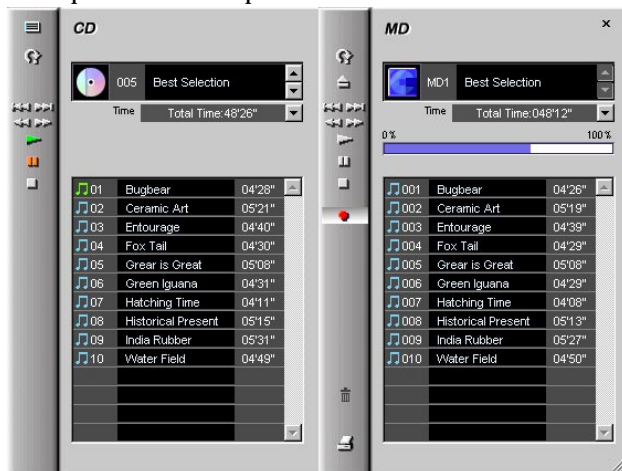 CD
005 Best Selection
Time Total Time:48'26"
01 Bugbear 04'28"
02 Ceramic Art 05'21"
03 Entourage 04'40"
04 Fox Tail 04'30"
05 Grear is Great 05'08"
06 Green Iguana 04'31"
07 Hatching Time 04'11"
08 Historical Present 05'15"
09 India Rubber 05'31"
10 Water Field 04'49"
MD
MD1 Best Selection
Time Total Time:048'12"
0% 100%
001 Bugbear 04'26"
002 Ceramic Art 05'19"
003 Entourage 04'39"
004 Fox Tail 04'29"
005 Grear is Great 05'08"
006 Green Iguana 04'29"
007 Hatching Time 04'08"
008 Historical Present 05'13"
009 India Rubber 05'27"
010 Water Field 04'50"